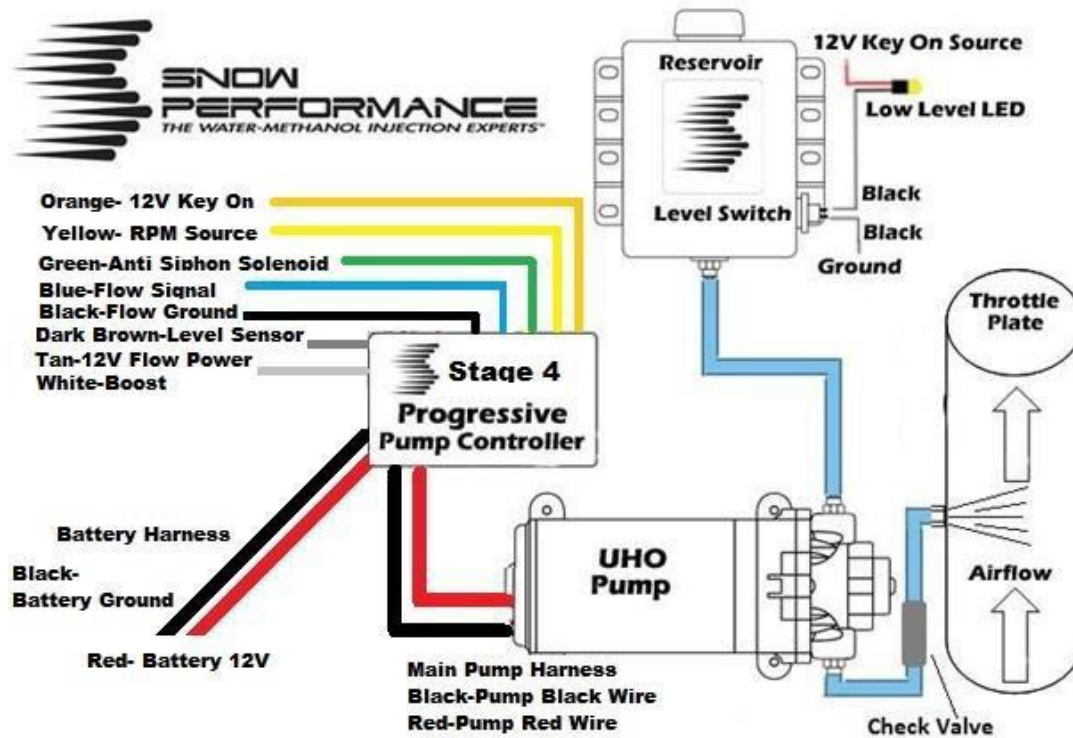 SNOW
PERFORMANCE
THE WATER-METHANOL INJECTION EXPERTS™
Orange- 12V Key On
Yellow- RPM Source
Green-Anti Siphon Solenoid
Blue-Flow Signal
Black-Flow Ground
Dark Brown-Level Sensor
Tan-12V Flow Power
White-Boost
Stage 4
Progressive
Pump Controller
Battery Harness
Black-
Battery Ground
Red- Battery 12V
Main Pump Harness
Black-Pump Black Wire
Red-Pump Red Wire
UHO
Pump
Reservoir
Level Switch
12V Key On Source
Low Level LED
Black
Black
Ground
Throttle
Plate
Airflow
Check Valve